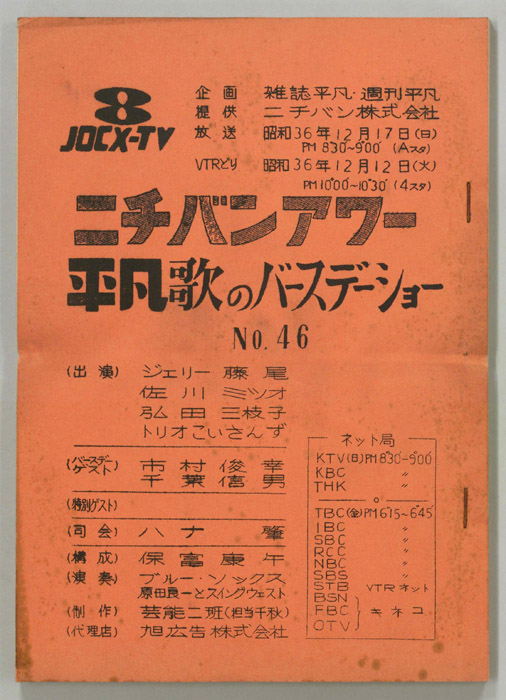 8
JOCX-TV
企画 雑誌平凡・週刊平凡
提供 ニチバン株式会社
放送 昭和36年12月17日(日)
PM 8:30~9:00 (Aスタ)
VTRどり 昭和36年12月12日(火)
PM10:00~10:30 (4スタ)
ニチバンアワー
平凡歌のバースデーショー
No. 46
(出演) ジェリー藤尾
佐川ミツオ
弘田三枝子
トリオこいさんず
(バースデーゲスト) 市村俊幸
千葉信男
(特別ゲスト)
(司会) ハナ肇
(構成) 保富康午
(演奏) ブルー・ソックス
原田良一とスイングウェスト
(制作) 芸能二班(担当千秋)
(代理店) 旭広告株式会社
ネット局
KTV(日)PM8:30~9:00
KBC 〃
THK 〃
TBC(金)PM6:15~6:45
IBC 〃
SBC 〃
RCC 〃
NBC 〃
SBS 〃
STB VTRネット
BSN
FBC キネコ
OTV